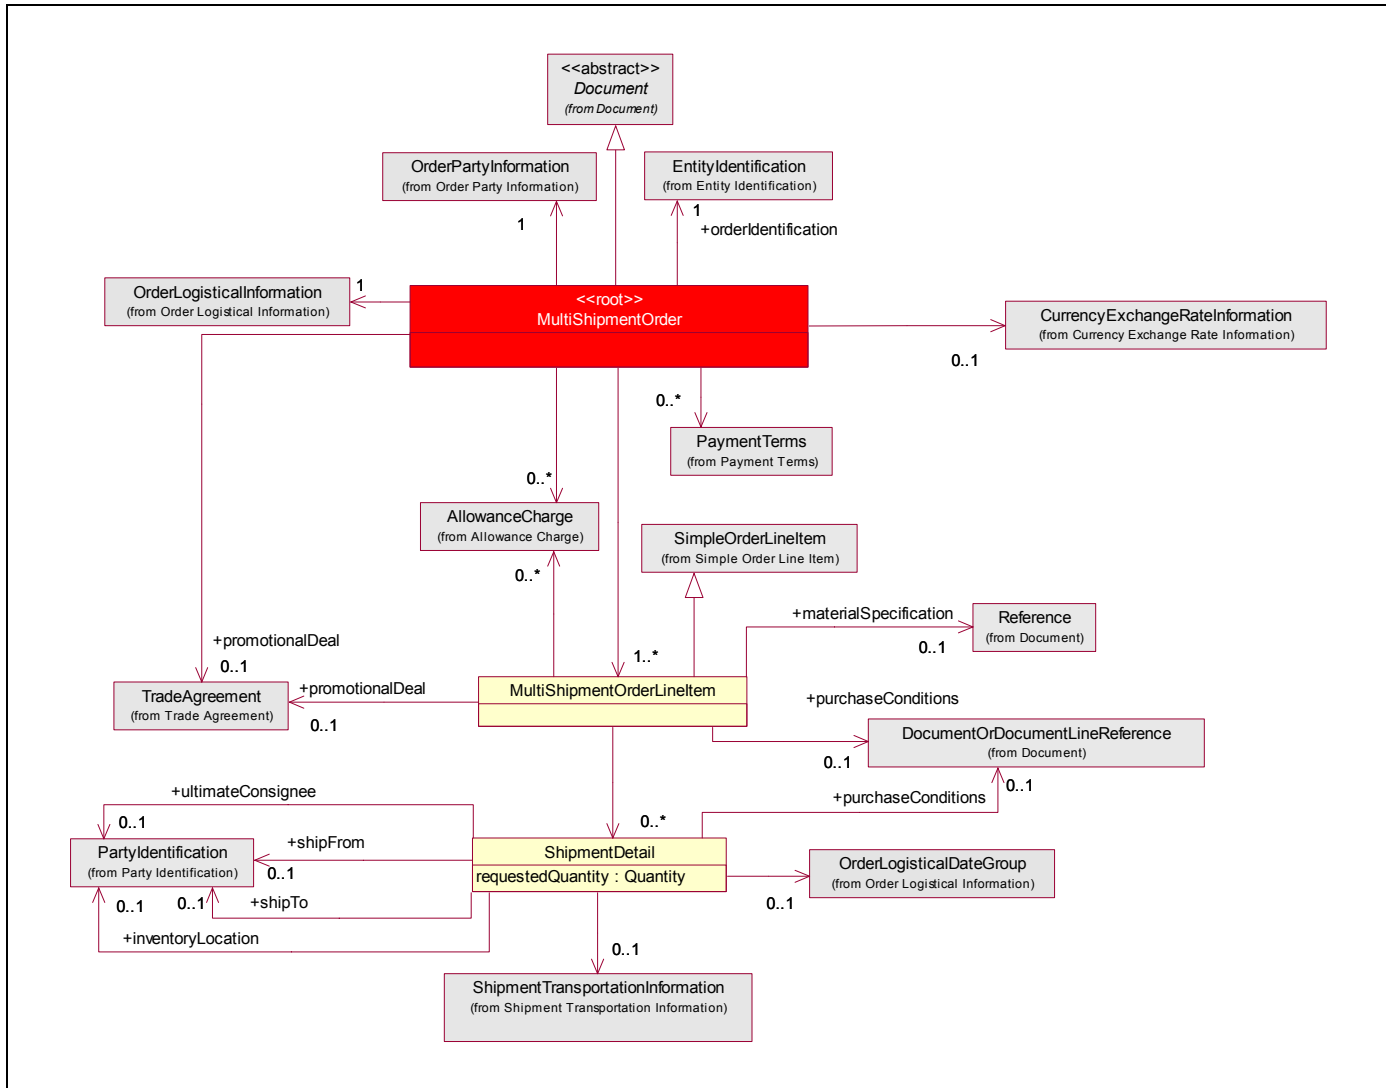 <<abstract>>
Document
(from Document)
OrderPartyInformation
(from Order Party Information)
EntityIdentification
(from Entity Identification)
1
1
+orderIdentification
OrderLogisticalInformation
(from Order Logistical Information)
1
<<root>>
MultiShipmentOrder
CurrencyExchangeRateInformation
(from Currency Exchange Rate Information)
0..1
0..*
PaymentTerms
(from Payment Terms)
0..*
AllowanceCharge
(from Allowance Charge)
0..*
SimpleOrderLineItem
(from Simple Order Line Item)
+materialSpecification
0..1
Reference
(from Document)
+promotionalDeal
0..1
1..*
TradeAgreement
(from Trade Agreement)
+promotionalDeal
0..1
MultiShipmentOrderLineItem
+purchaseConditions
0..1
DocumentOrDocumentLineReference
(from Document)
0..1
+purchaseConditions
+ultimateConsignee
0..1
0..*
PartyIdentification
(from Party Identification)
+shipFrom
0..1
ShipmentDetail
requestedQuantity : Quantity
OrderLogisticalDateGroup
(from Order Logistical Information)
0..1
0..1
0..1
+shipTo
+inventoryLocation
0..1
ShipmentTransportationInformation
(from Shipment Transportation Information)